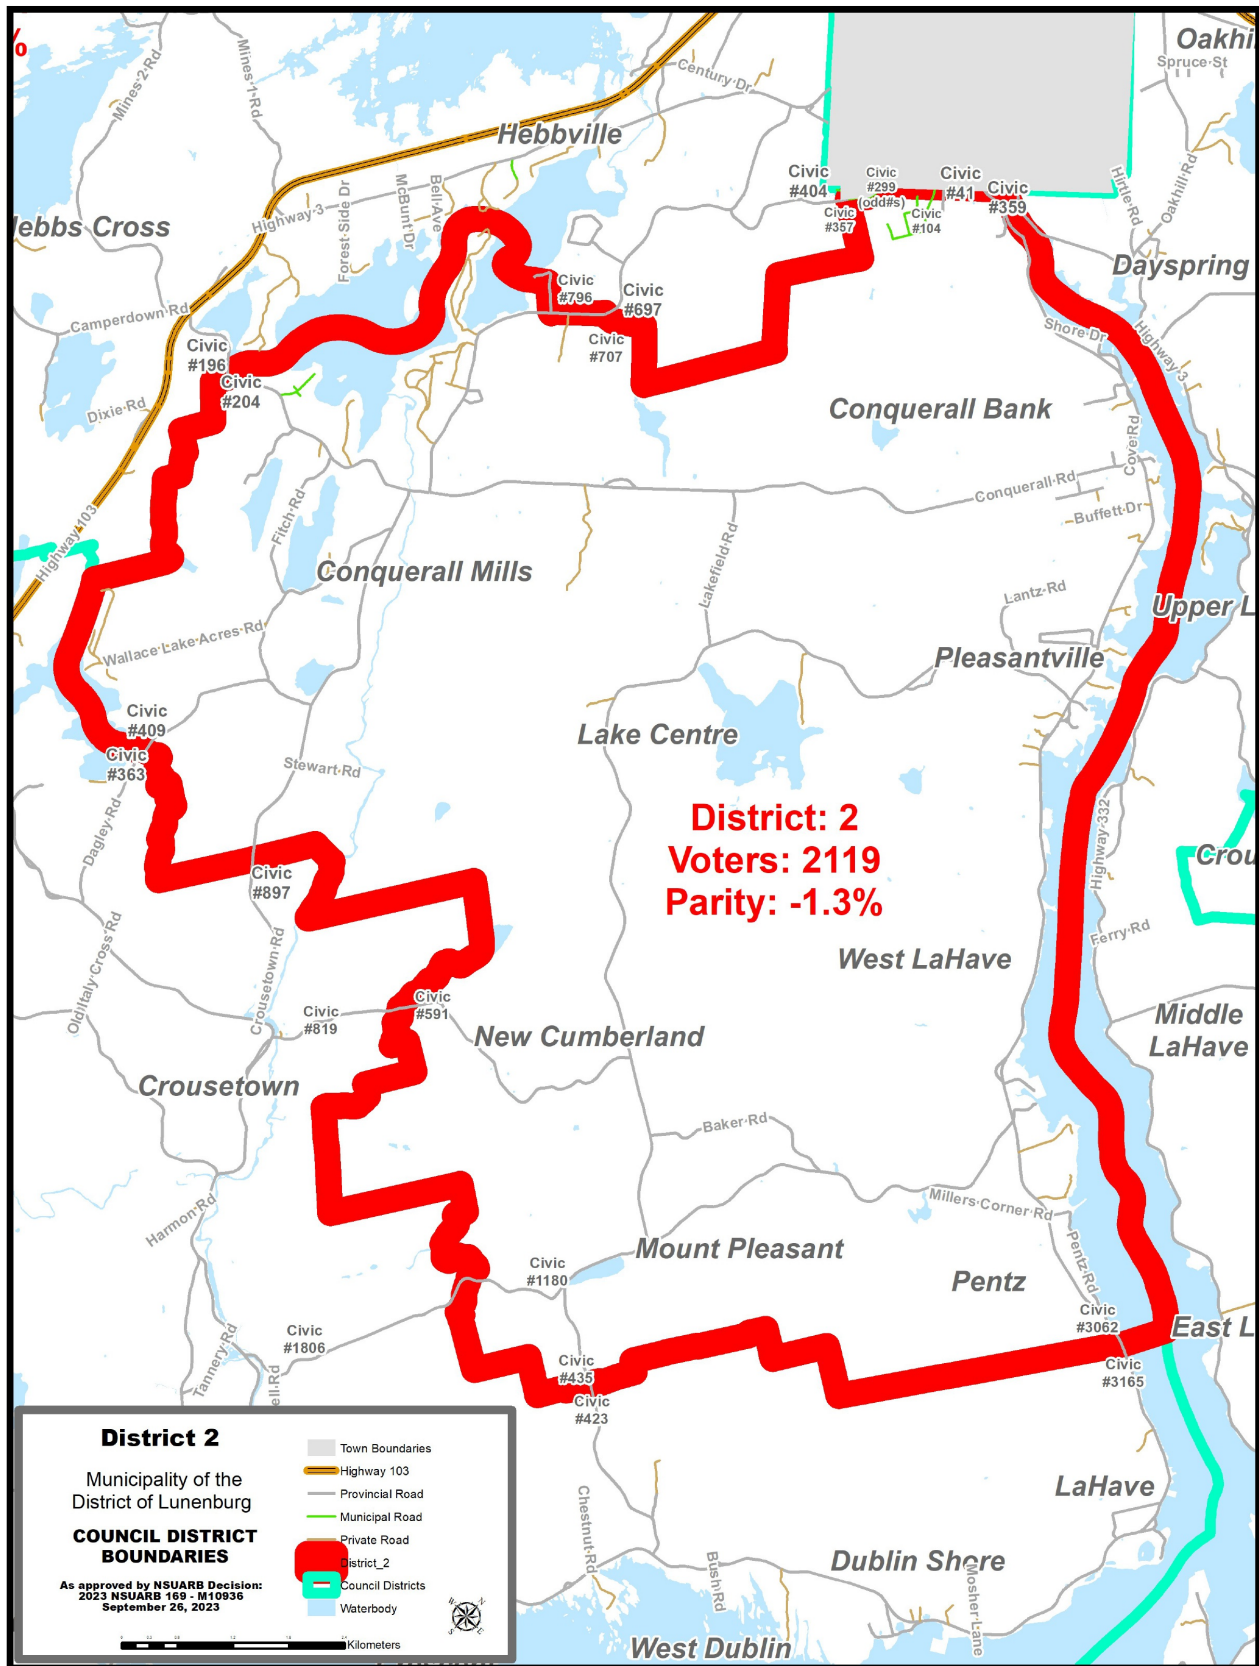 %
Oakhi
Spruce St
Mines 2 Rd
Mines 1 Rd
Century Dr
Hebbville
Civic
#404
Civic
#299
(odd#s)
Civic
#41
Civic
#359
Civic
#357
Civic
#104
Hirtle Rd
Oakhill Rd
Highway 3
Forest Side Dr
McBunt Dr
Bell Ave
ebbs Cross
Dayspring
Camperdown Rd
Civic
#796
Civic
#697
Civic
#707
Shore Dr
Highway 3
Civic
#196
Civic
#204
Dixie Rd
Conquerall Bank
Cove Rd
Conquerall Rd
Buffett Dr
Highway 103
Fitch Rd
Conquerall Mills
Lakefield Rd
Lantz Rd
Upper L
Wallace Lake Acres Rd
Pleasantville
Civic
#409
Civic
#363
Lake Centre
Stewart Rd
Dagley Rd
District: 2
Voters: 2119
Parity: -1.3%
Highway 332
Crou
Civic
#897
Old Italy Cross Rd
Crousetown Rd
Ferry Rd
West LaHave
Civic
#819
Civic
#591
New Cumberland
Middle
LaHave
Crousetown
Baker Rd
Harmon Rd
Millers Corner Rd
Mount Pleasant
Pentz Rd
Civic
#1180
Pentz
Civic
#3062
East L
Civic
#1806
Tannery Rd
ell Rd
Civic
#435
Civic
#423
Civic
#3165
LaHave
Chestnut Rd
Bush Rd
Dublin Shore
Mosher Lane
West Dublin
District 2
Municipality of the
District of Lunenburg
COUNCIL DISTRICT
BOUNDARIES
As approved by NSUARB Decision:
2023 NSUARB 169 - M10936
September 26, 2023
Town Boundaries
Highway 103
Provincial Road
Municipal Road
Private Road
District_2
Council Districts
Waterbody
N
E
S
W
Kilometers